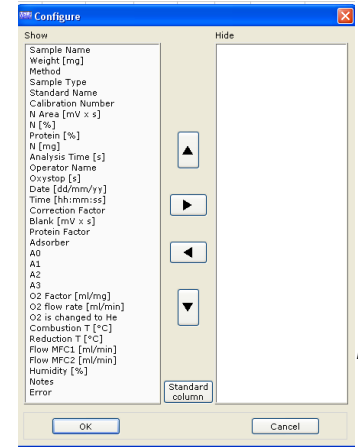 Configure
Show
Hide
Sample Name
Weight [mg]
Method
Sample Type
Standard Name
Calibration Number
N Area [mV x s]
N [%]
Protein [%]
N [mg]
Analysis Time [s]
Operator Name
Oxystop [s]
Date [dd/mm/yy]
Time [hh:mm:ss]
Correction Factor
Blank [mV x s]
Protein Factor
Adsorber
A0
A1
A2
A3
O2 Factor [ml/mg]
O2 flow rate [ml/min]
O2 is changed to He
Combustion T [°C]
Reduction T [°C]
Flow MFC1 [ml/min]
Flow MFC2 [ml/min]
Humidity [%]
Notes
Error
Standard
column
OK
Cancel